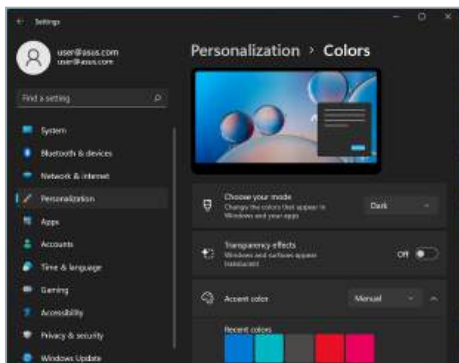 Settings
user@asus.com
user@asus.com
Find a setting
System
Bluetooth & devices
Network & internet
Personalization
Apps
Accounts
Time & language
Gaming
Accessibility
Privacy & security
Windows Update
Personalization > Colors
Choose your mode
Change the colors that appear in
Windows and your apps
Dark
Transparency effects
Windows and surfaces appear
translucent
Off
Accent color
Manual
Recent colors